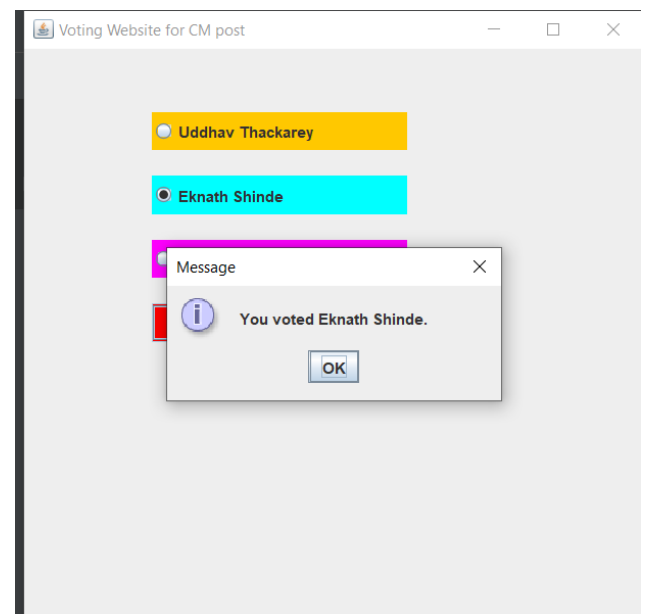 Voting Website for CM post
Uddhav Thackarey
Eknath Shinde
Message
You voted Eknath Shinde.
OK